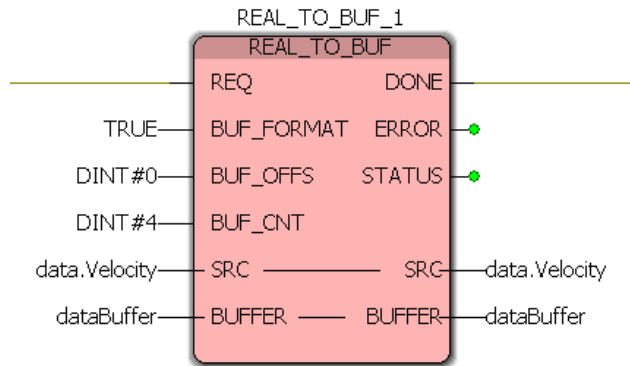 REAL_TO_BUF_1
REAL_TO_BUF
REQ DONE
TRUE BUF_FORMAT ERROR
DINT#0 BUF_OFFS STATUS
DINT#4 BUF_CNT
data.Velocity SRC SRC data.Velocity
dataBuffer BUFFER BUFFER dataBuffer